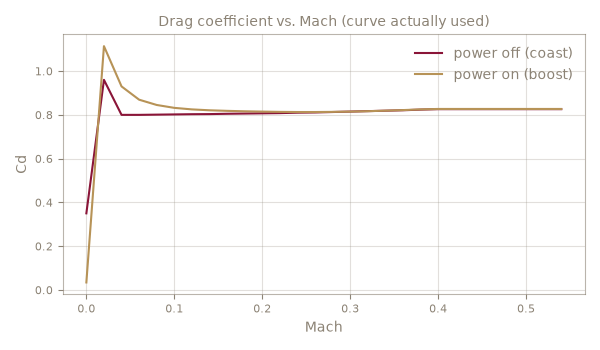 Drag coefficient vs. Mach (curve actually used)
power off (coast)
power on (boost)
1.0
0.8
0.6
0.4
0.2
0.0
Cd
0.0 0.1 0.2 0.3 0.4 0.5
Mach